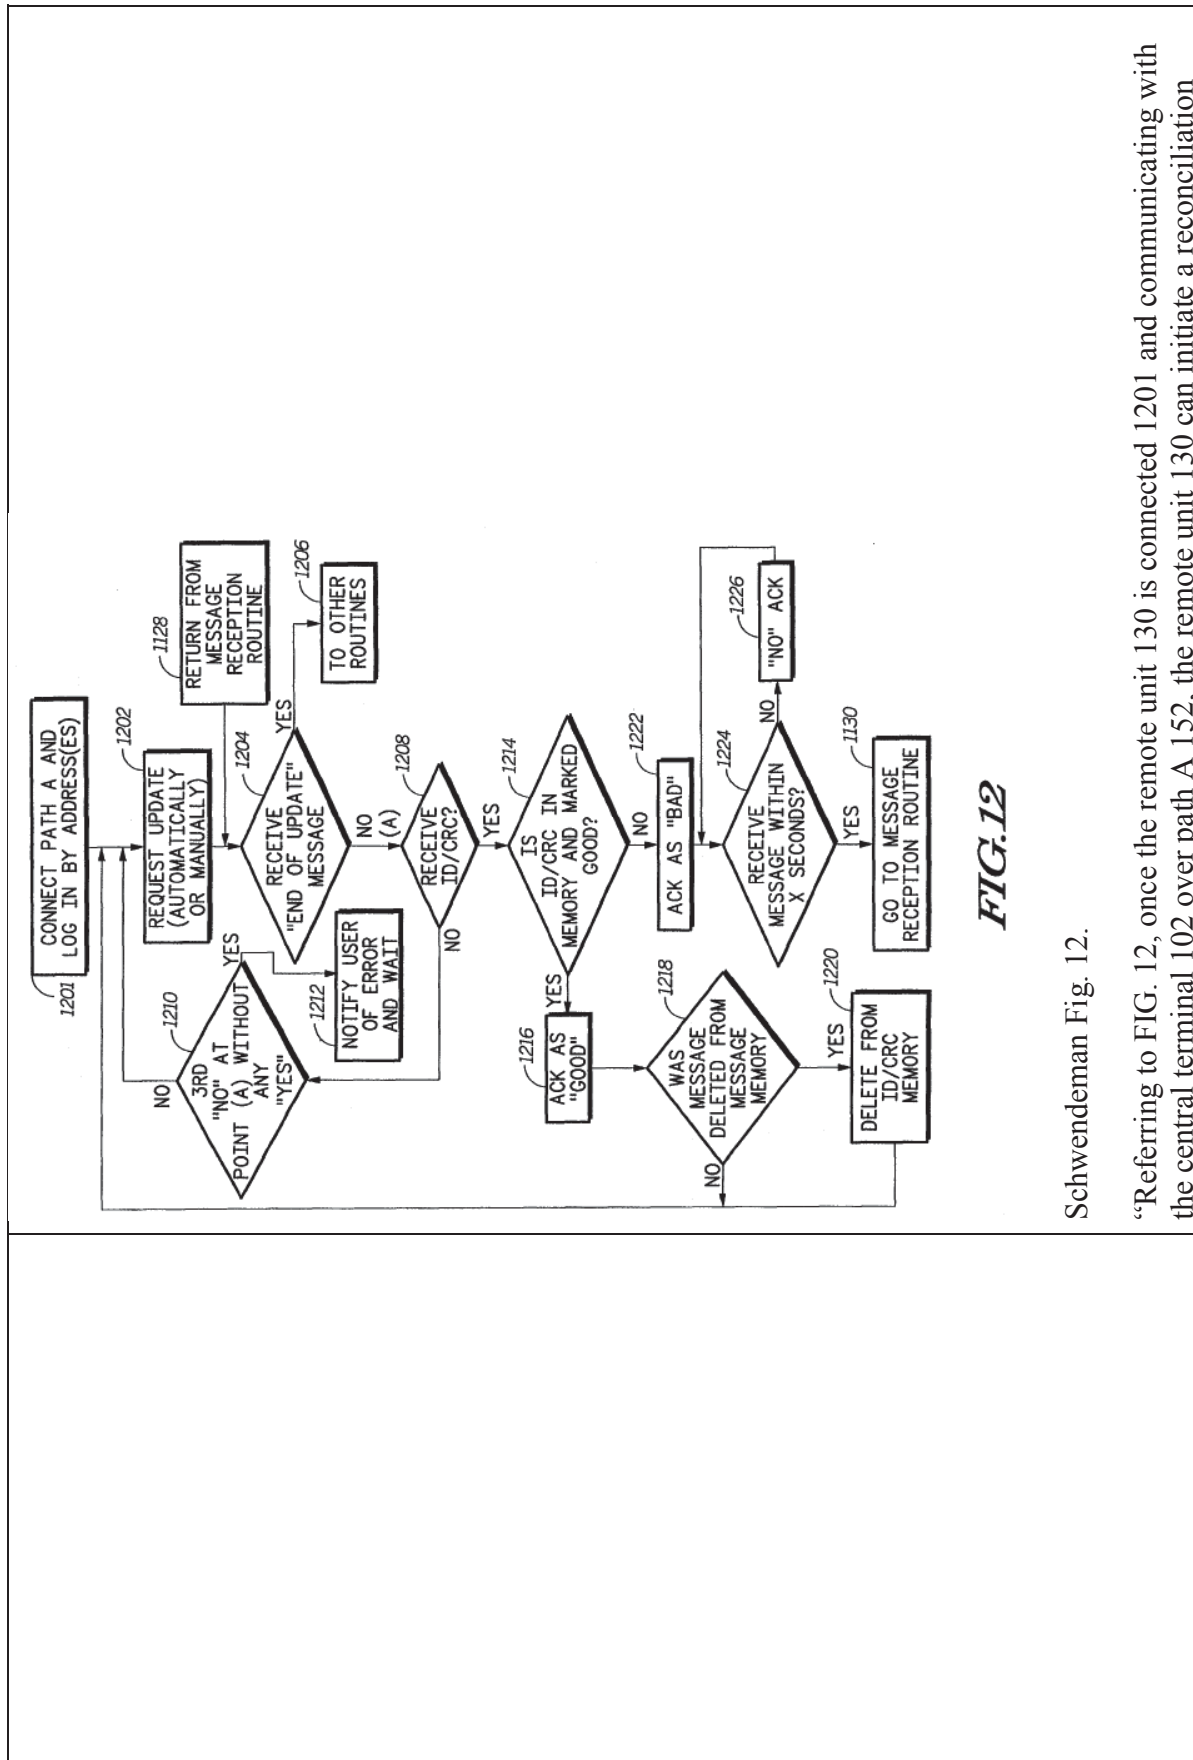 CONNECT PATH A AND
LOG IN BY ADDRESS(ES)
1201
REQUEST UPDATE
(AUTOMATICALLY
OR MANUALLY)
1202
RETURN FROM
MESSAGE
RECEPTION
ROUTINE
1128
RECEIVE
"END OF UPDATE"
MESSAGE
1204
YES
TO OTHER
ROUTINES
1206
NO
(A)
3RD
"NO" AT
POINT (A) WITHOUT
ANY
"YES"
1210
NO
YES
NOTIFY USER
OF ERROR
AND WAIT
1212
RECEIVE
ID/CRC?
1208
NO
YES
IS
ID/CRC IN
MEMORY AND MARKED
GOOD?
1214
YES
NO
ACK AS
"GOOD"
1216
ACK AS "BAD"
1222
WAS
MESSAGE
DELETED FROM
MESSAGE
MEMORY
1218
NO
YES
RECEIVE
MESSAGE WITHIN
X SECONDS?
1224
NO
YES
"NO" ACK
1226
DELETE FROM
ID/CRC
MEMORY
1220
GO TO MESSAGE
RECEPTION ROUTINE
1130
FIG.12
Schwendeman Fig. 12.
“Referring to FIG. 12, once the remote unit 130 is connected 1201 and communicating with
the central terminal 102 over path A 152, the remote unit 130 can initiate a reconciliation